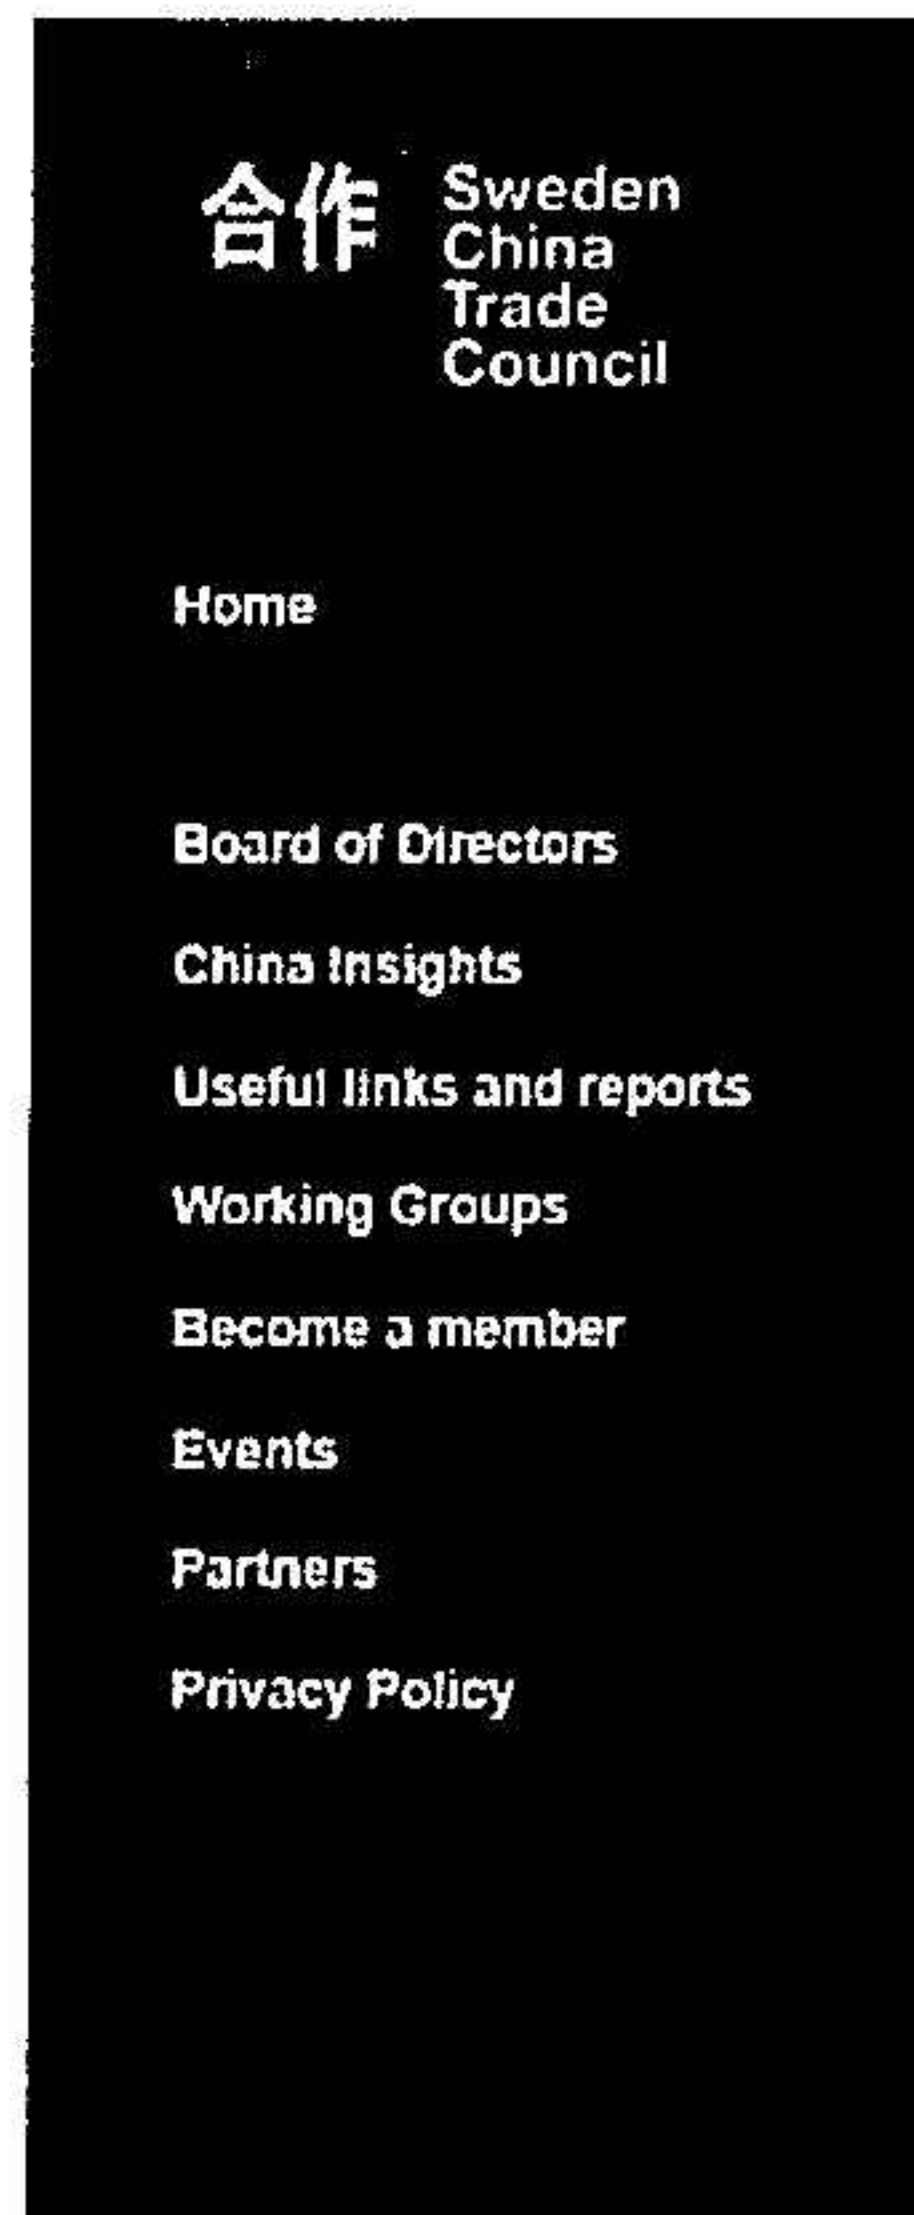 合作
Sweden
China
Trade
Council
Home
Board of Directors
China Insights
Useful links and reports
Working Groups
Become a member
Events
Partners
Privacy Policy